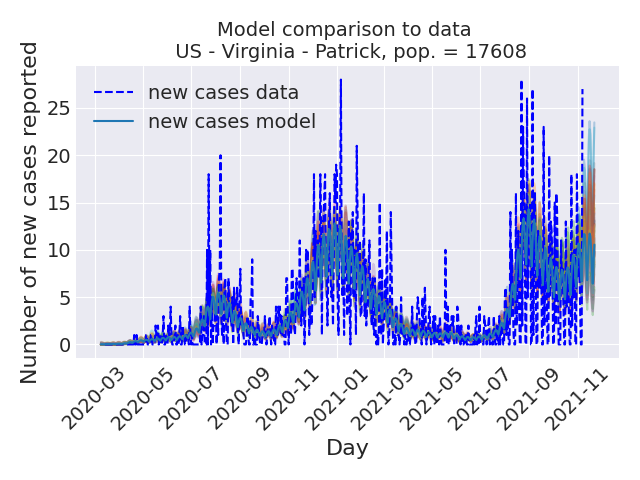 Model comparison to data
US - Virginia - Patrick, pop. = 17608
Number of new cases reported
25
20
15
10
5
0
new cases data
new cases model
2020-03
2020-05
2020-07
2020-09
2020-11
2021-01
2021-03
2021-05
2021-07
2021-09
2021-11
Day